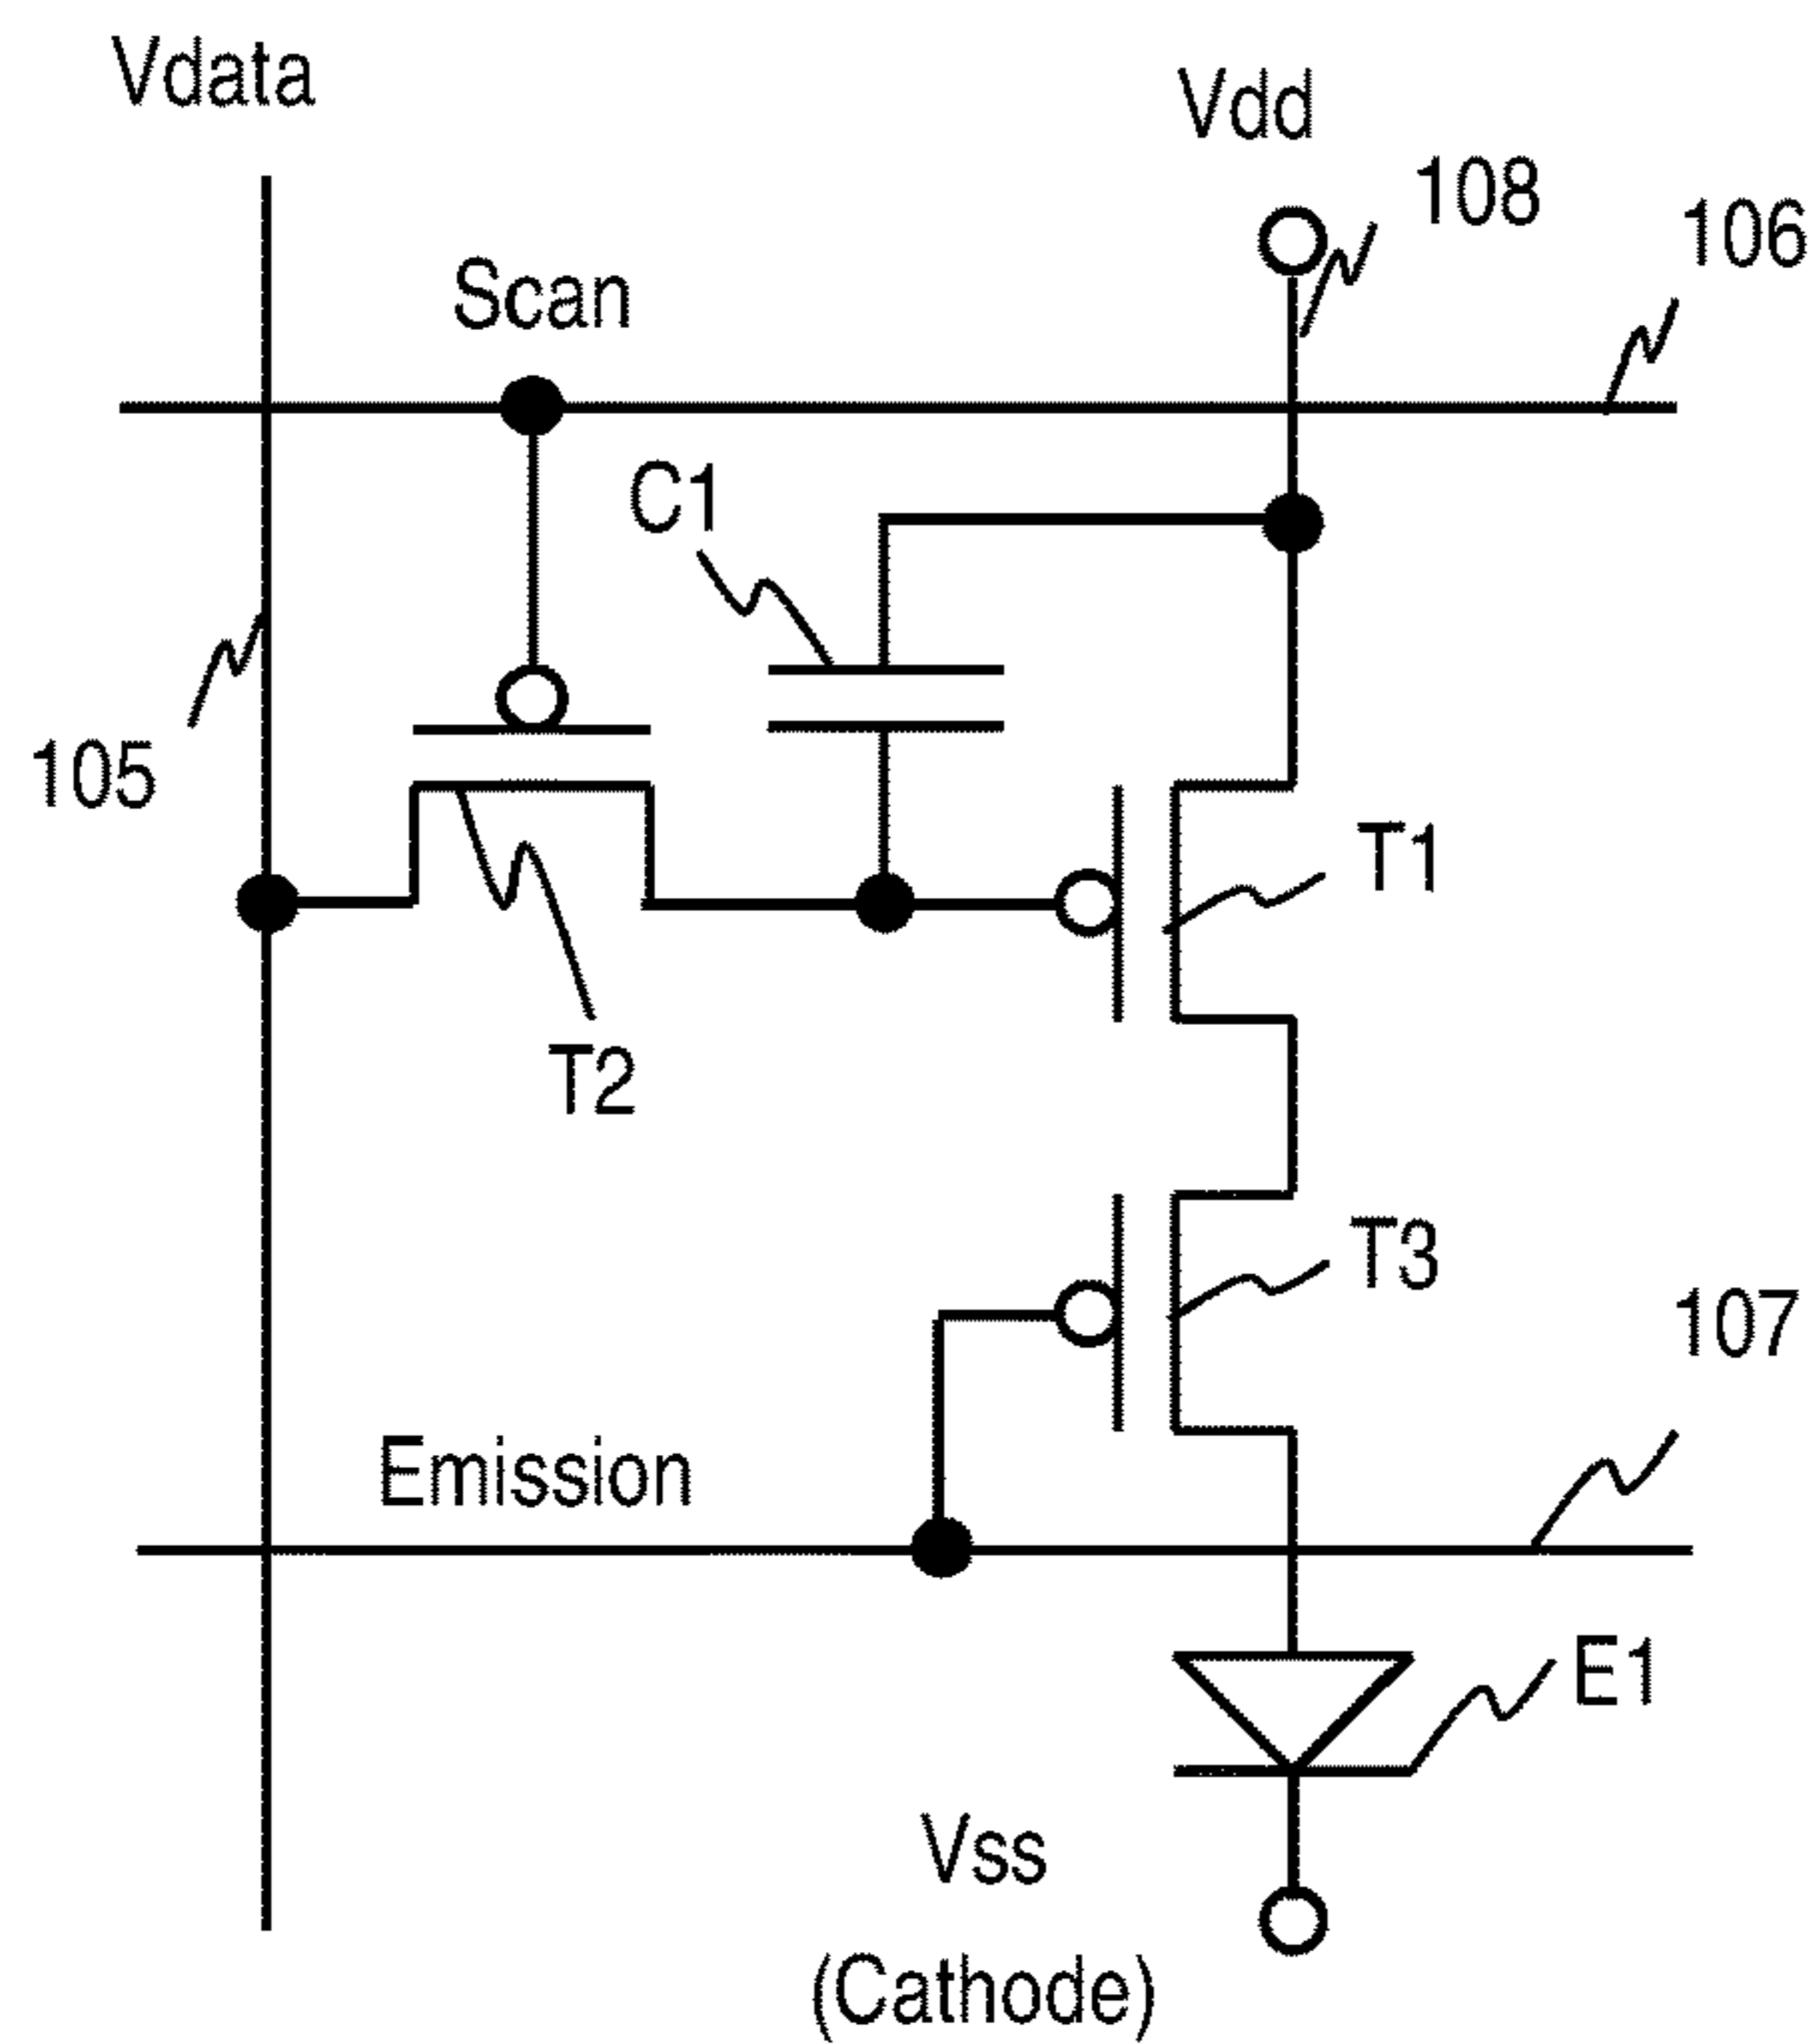 Vdata
Vdd
108
106
Scan
C1
105
T1
T2
T3
107
Emission
E1
Vss
(Cathode)